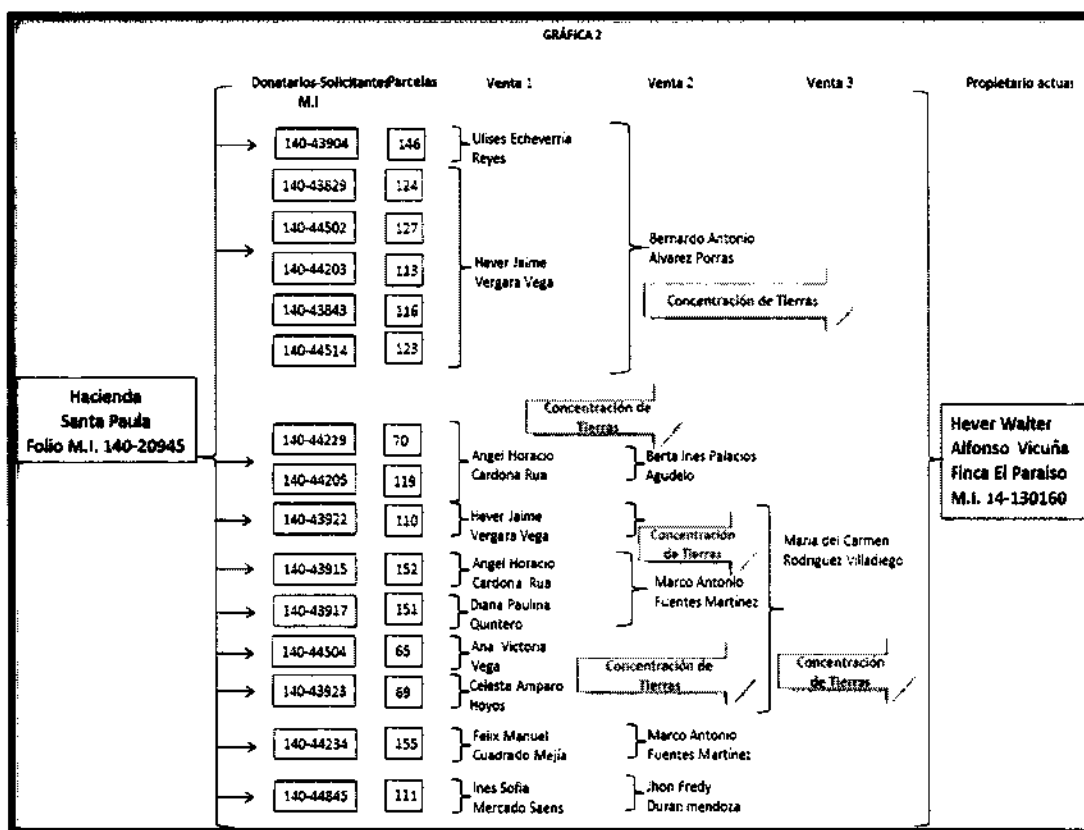 GRÁFICA 2
Donatarios-Solicitantes Parcelas Venta 1 Venta 2 Venta 3 Propietario actual
M.I
140-43904 146 Ulises Echeverria
Reyes
140-43829 124
140-44502 127
140-44203 113
140-43843 116
140-44514 123
Hever Jaime
Vergara Vega
Bernardo Antonio
Alvarez Porras
Concentración de Tierras
Hacienda
Santa Paula
Folio M.I. 140-20945
Concentración de
Tierras
140-44229 70
140-44205 119
Angel Horacio
Cardona Rua
Berta Ines Palacios
Agudelo
140-43922 110 Hever Jaime
Vergara Vega
Concentración
de Tierras
140-43915 152 Angel Horacio
Cardona Rua
140-43917 151 Diana Paulina
Quintero
Marco Antonio
Fuentes Martinez
Maria del Carmen
Rodriguez Villadiego
140-44504 65 Ana Victoria
Vega
140-43923 69 Celesta Amparo
Hoyos
Concentración de
Tierras
Concentración
de Tierras
140-44234 155 Felix Manuel
Cuadrado Mejía
Marco Antonio
Fuentes Martinez
140-44845 111 Ines Sofia
Mercado Saens
Jhon Fredy
Duran mendoza
Hever Walter
Alfonso Vicuña
Finca El Paraiso
M.I. 14-130160